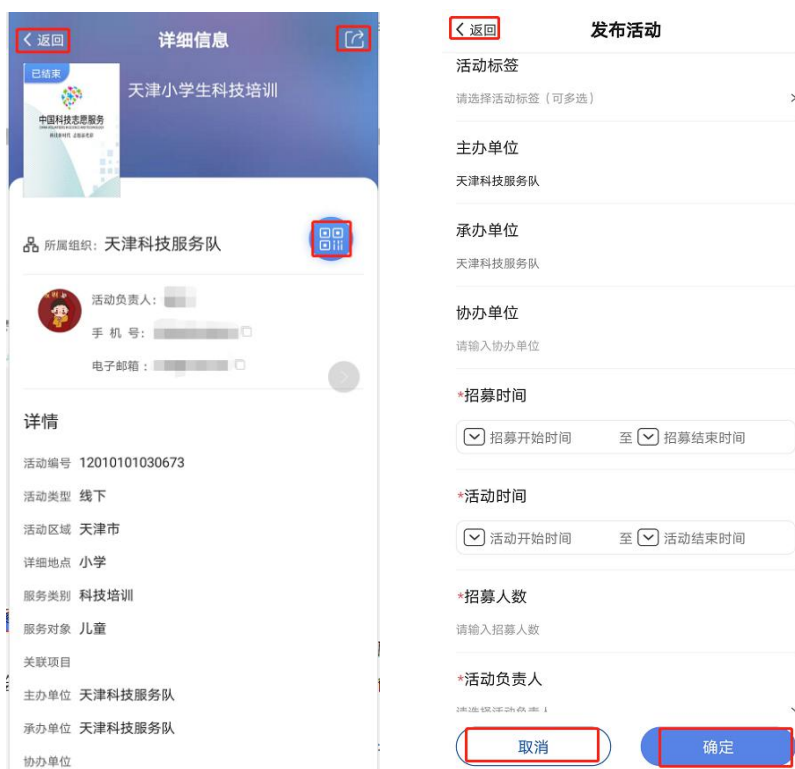 返回
详细信息
已结束
中国科技志愿服务
天津小学生科技培训
所属组织: 天津科技服务队
活动负责人:
手 机 号:
电子邮箱 :
详情
活动编号 12010101030673
活动类型 线下
活动区域 天津市
详细地点 小学
服务类别 科技培训
服务对象 儿童
关联项目
主办单位 天津科技服务队
承办单位 天津科技服务队
协办单位
返回
发布活动
活动标签
请选择活动标签（可多选）
主办单位
天津科技服务队
承办单位
天津科技服务队
协办单位
请输入协办单位
*招募时间
招募开始时间 至 招募结束时间
*活动时间
活动开始时间 至 活动结束时间
*招募人数
请输入招募人数
*活动负责人
请选择活动负责人
取消
确定